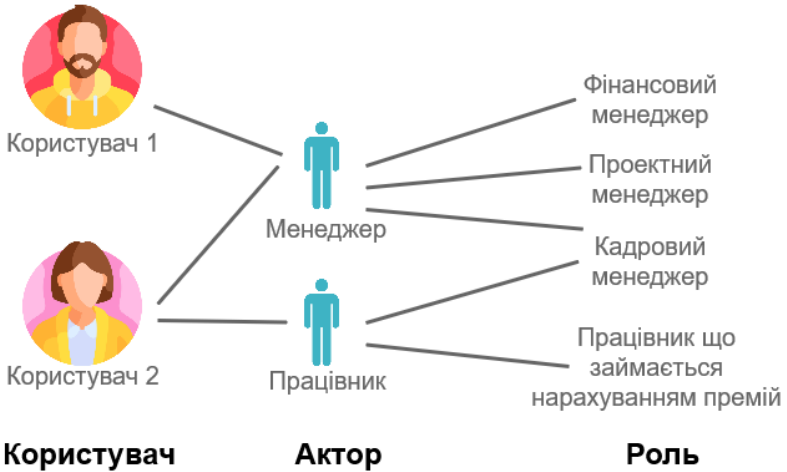 Користувач 1
Користувач 2
Менеджер
Працівник
Фінансовий
менеджер
Проектний
менеджер
Кадровий
менеджер
Працівник що
займається
нарахуванням премій
Користувач
Актор
Роль